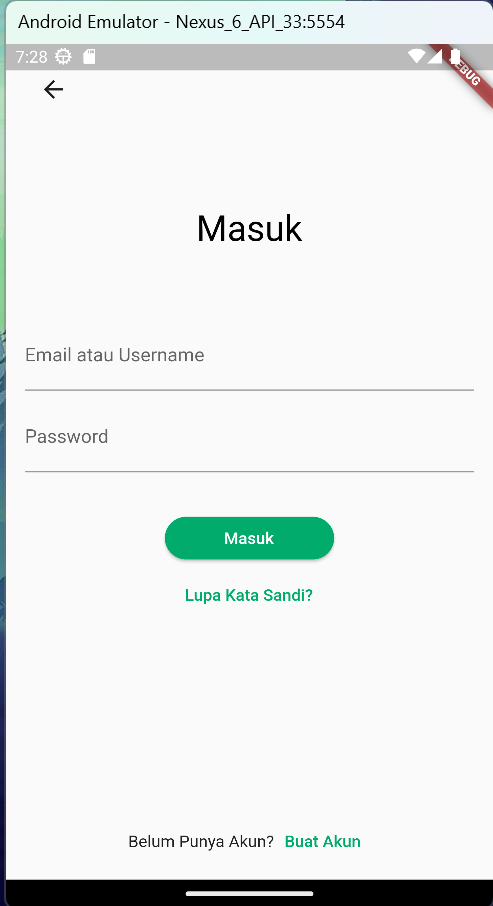 Android Emulator - Nexus_6_API_33:5554
7:28
Masuk
Email atau Username
Password
Masuk
Lupa Kata Sandi?
Belum Punya Akun? Buat Akun